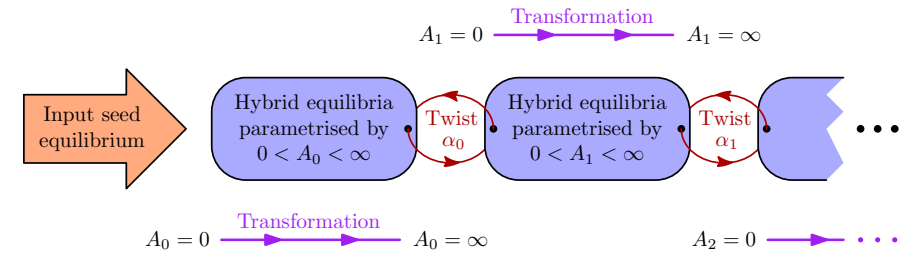 Transformation
A₁ = 0
A₁ = ∞
Input seed
equilibrium
Hybrid equilibria
parametrised by
0 < A₀ < ∞
Twist
α₀
Hybrid equilibria
parametrised by
0 < A₁ < ∞
Twist
α₁
Transformation
A₀ = 0
A₀ = ∞
A₂ = 0